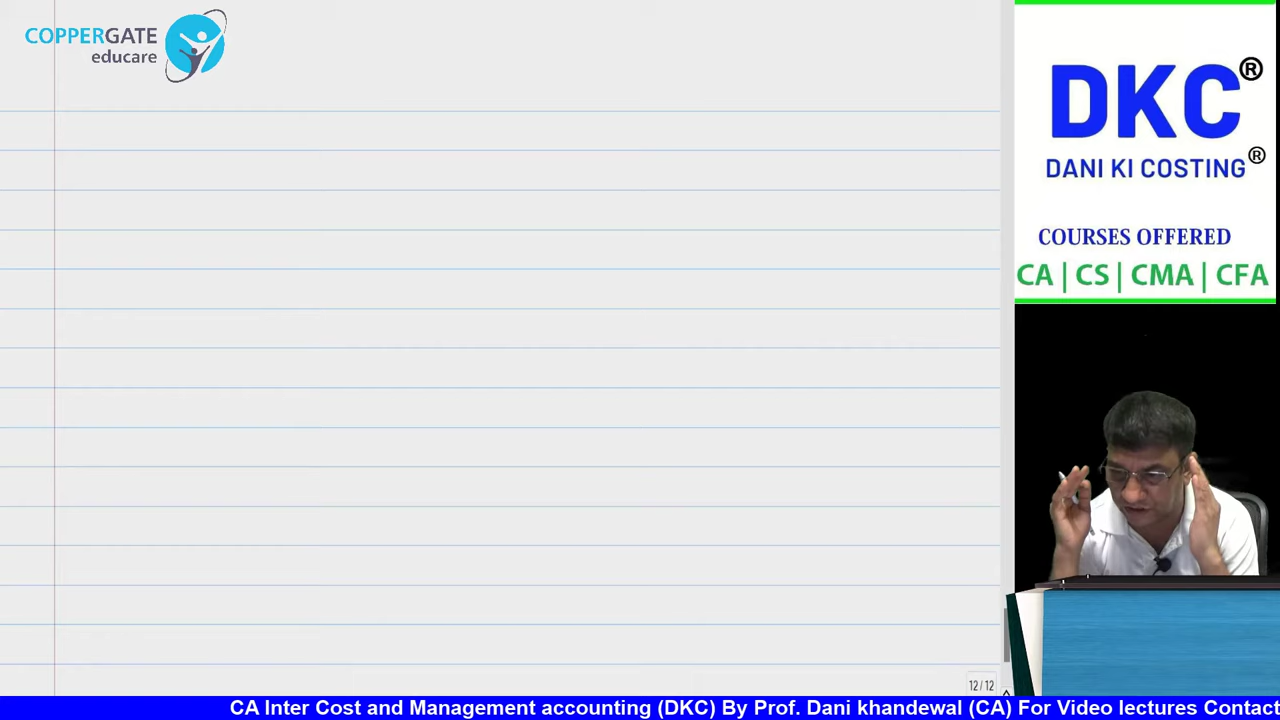 COPPERGATE
educare
DKC®
DANI KI COSTING®
COURSES OFFERED
CA | CS | CMA | CFA
12/12
CA Inter Cost and Management accounting (DKC) By Prof. Dani khandewal (CA) For Video lectures Contact